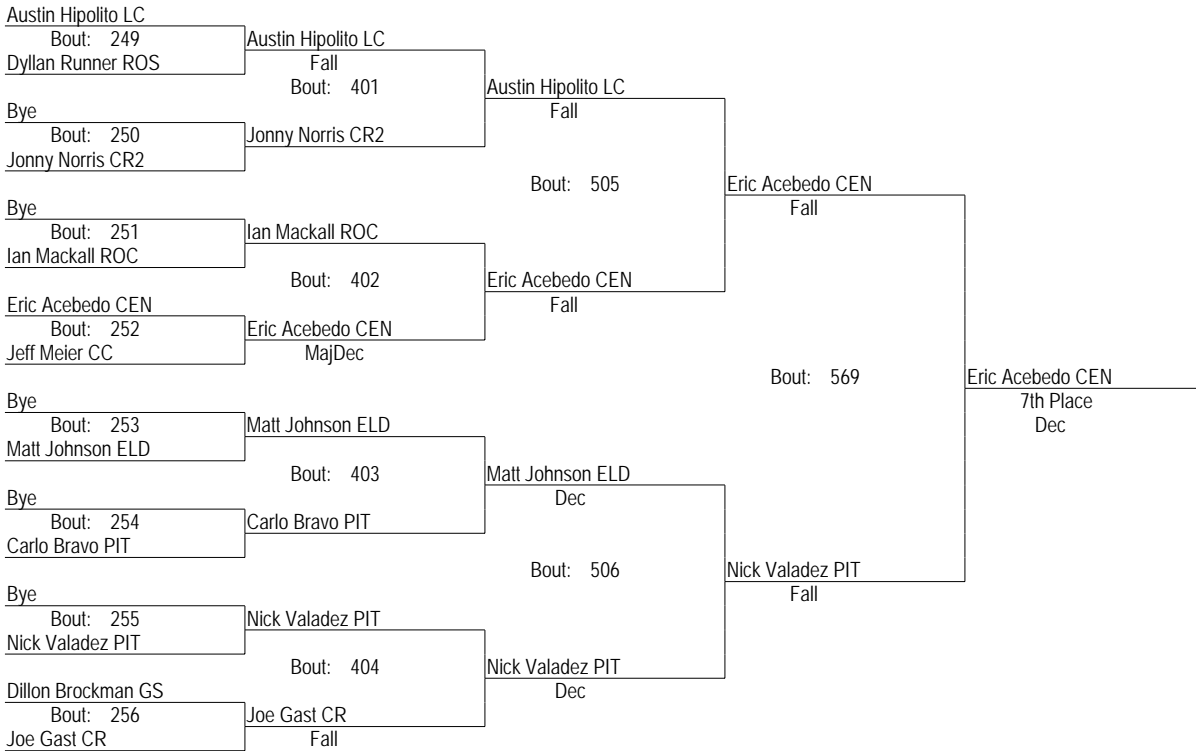 Austin Hipolito LC
Bout: 249
Dyllan Runner ROS
Bye
Bout: 250
Jonny Norris CR2
Bye
Bout: 251
Ian Mackall ROC
Eric Acebedo CEN
Bout: 252
Jeff Meier CC
Bye
Bout: 253
Matt Johnson ELD
Bye
Bout: 254
Carlo Bravo PIT
Bye
Bout: 255
Nick Valadez PIT
Dillon Brockman GS
Bout: 256
Joe Gast CR
Austin Hipolito LC
Fall
Bout: 401
Jonny Norris CR2
Ian Mackall ROC
Bout: 402
Eric Acebedo CEN
MajDec
Matt Johnson ELD
Bout: 403
Carlo Bravo PIT
Nick Valadez PIT
Bout: 404
Joe Gast CR
Fall
Austin Hipolito LC
Fall
Bout: 505
Eric Acebedo CEN
Fall
Matt Johnson ELD
Dec
Bout: 506
Nick Valadez PIT
Dec
Eric Acebedo CEN
Fall
Bout: 569
Nick Valadez PIT
Fall
Eric Acebedo CEN
7th Place
Dec